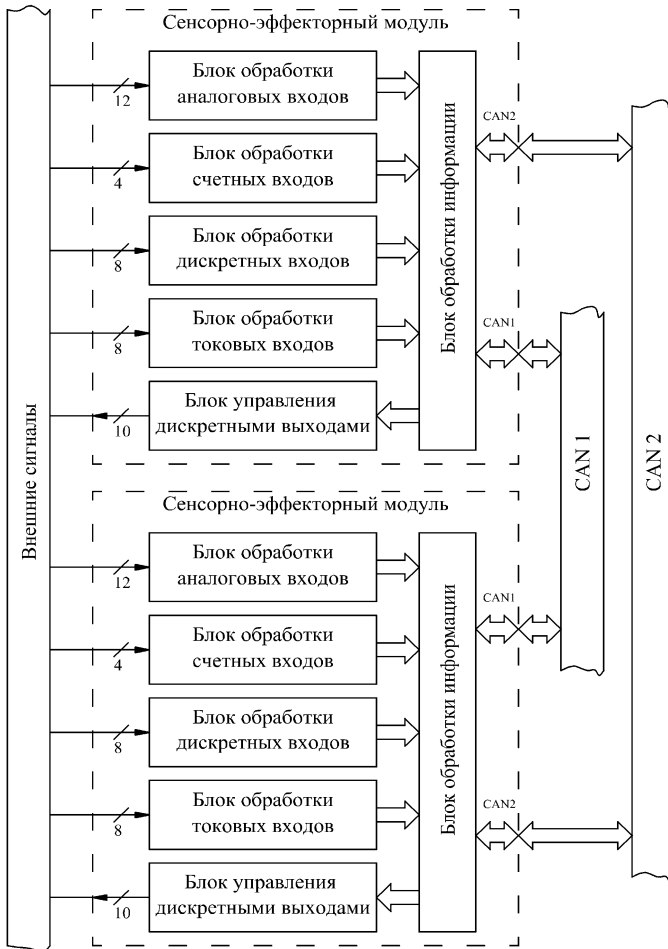 Внешние сигналы
Сенсорно-эффекторный модуль
12
Блок обработки
аналоговых входов
4
Блок обработки
счетных входов
8
Блок обработки
дискретных входов
8
Блок обработки
токовых входов
10
Блок управления
дискретными выходами
Блок обработки информации
CAN2
CAN1
Сенсорно-эффекторный модуль
12
Блок обработки
аналоговых входов
4
Блок обработки
счетных входов
8
Блок обработки
дискретных входов
8
Блок обработки
токовых входов
10
Блок управления
дискретными выходами
Блок обработки информации
CAN1
CAN2
CAN 1
CAN 2